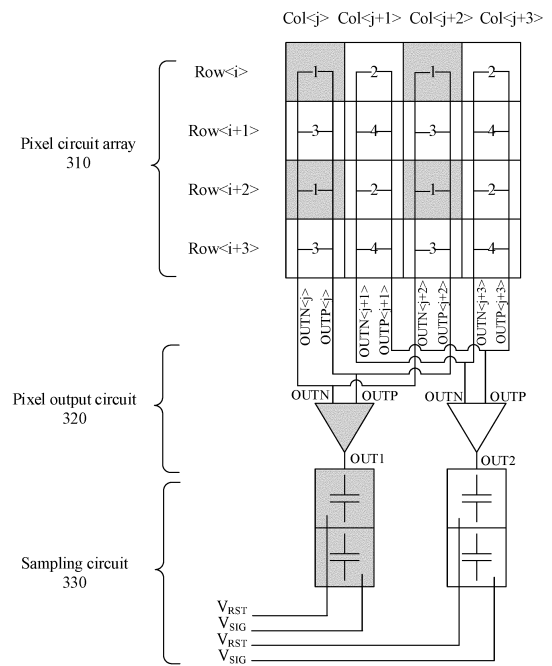 Col<j> Col<j+1> Col<j+2> Col<j+3>
Row<i> 1 2 1 2
Row<i+1> 3 4 3 4
Pixel circuit array
310
Row<i+2> 1 2 1 2
Row<i+3> 3 4 3 4
OUTN<j> OUTP<j> OUTN<j+1> OUTP<j+1> OUTN<j+2> OUTP<j+2> OUTN<j+3> OUTP<j+3>
Pixel output circuit
320
OUTN OUTP OUTN OUTP
OUT1 OUT2
Sampling circuit
330
VRST
VSIG
VRST
VSIG